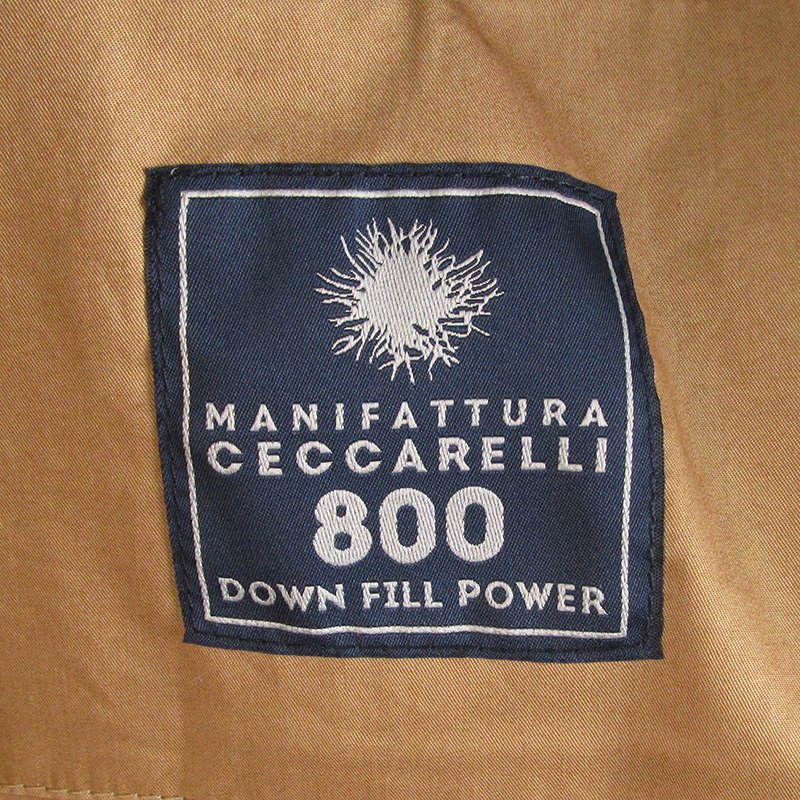 MANIFATTURA
CECCARELLI
800
DOWN FILL POWER